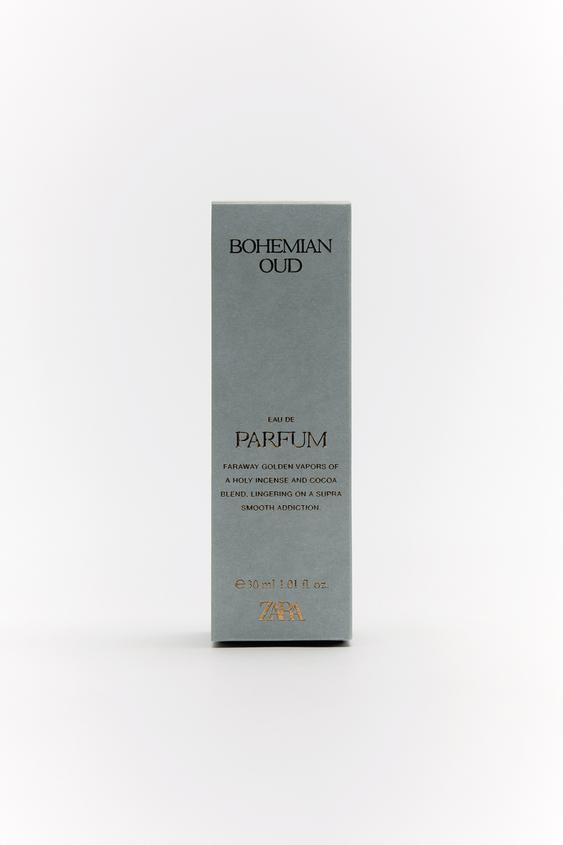 BOHEMIAN
OUD
EAU DE
PARFUM
FARAWAY GOLDEN VAPORS OF
A HOLY INCENSE AND COCOA
BLEND, LINGERING ON A SUPRA
SMOOTH ADDICTION.
℮30 ml 1.01 fl. oz.
ZARA